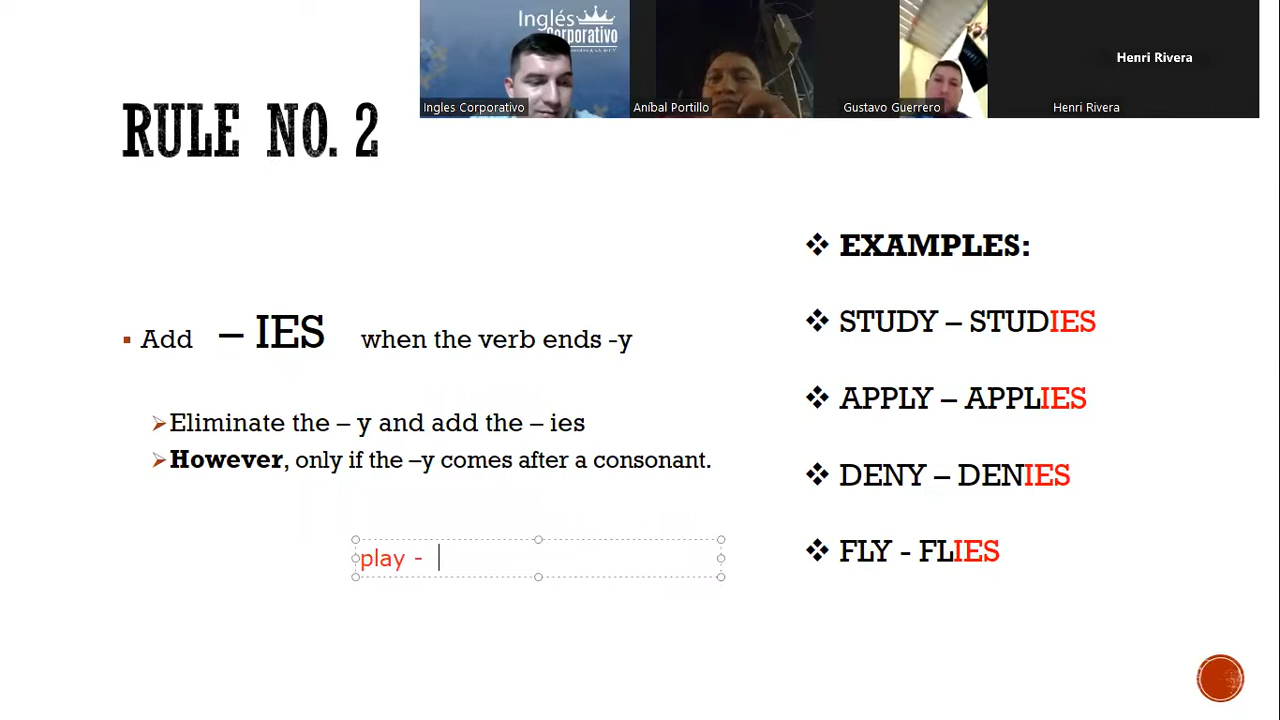 Inglés
Corporativo
Ingles Corporativo
Aníbal Portillo
Gustavo Guerrero
Henri Rivera
Henri Rivera
RULE NO. 2
▪ Add – IES when the verb ends -y
➢Eliminate the – y and add the – ies
➢However, only if the –y comes after a consonant.
play -
❖ EXAMPLES:
❖ STUDY – STUDIES
❖ APPLY – APPLIES
❖ DENY – DENIES
❖ FLY - FLIES